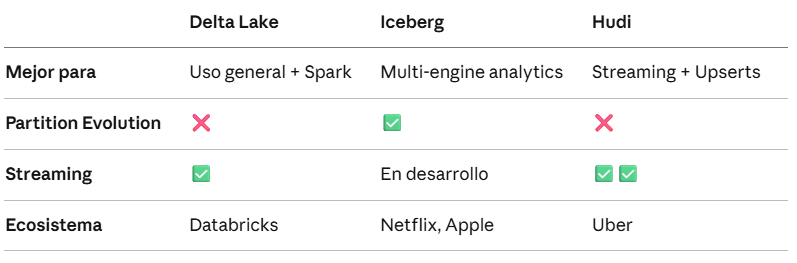 Delta Lake Iceberg Hudi
Mejor para Uso general + Spark Multi-engine analytics Streaming + Upserts
Partition Evolution ❌ ✅ ❌
Streaming ✅ En desarrollo ✅ ✅
Ecosistema Databricks Netflix, Apple Uber